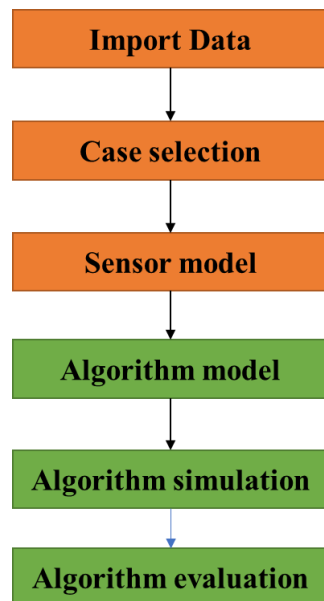 Import Data
Case selection
Sensor model
Algorithm model
Algorithm simulation
Algorithm evaluation